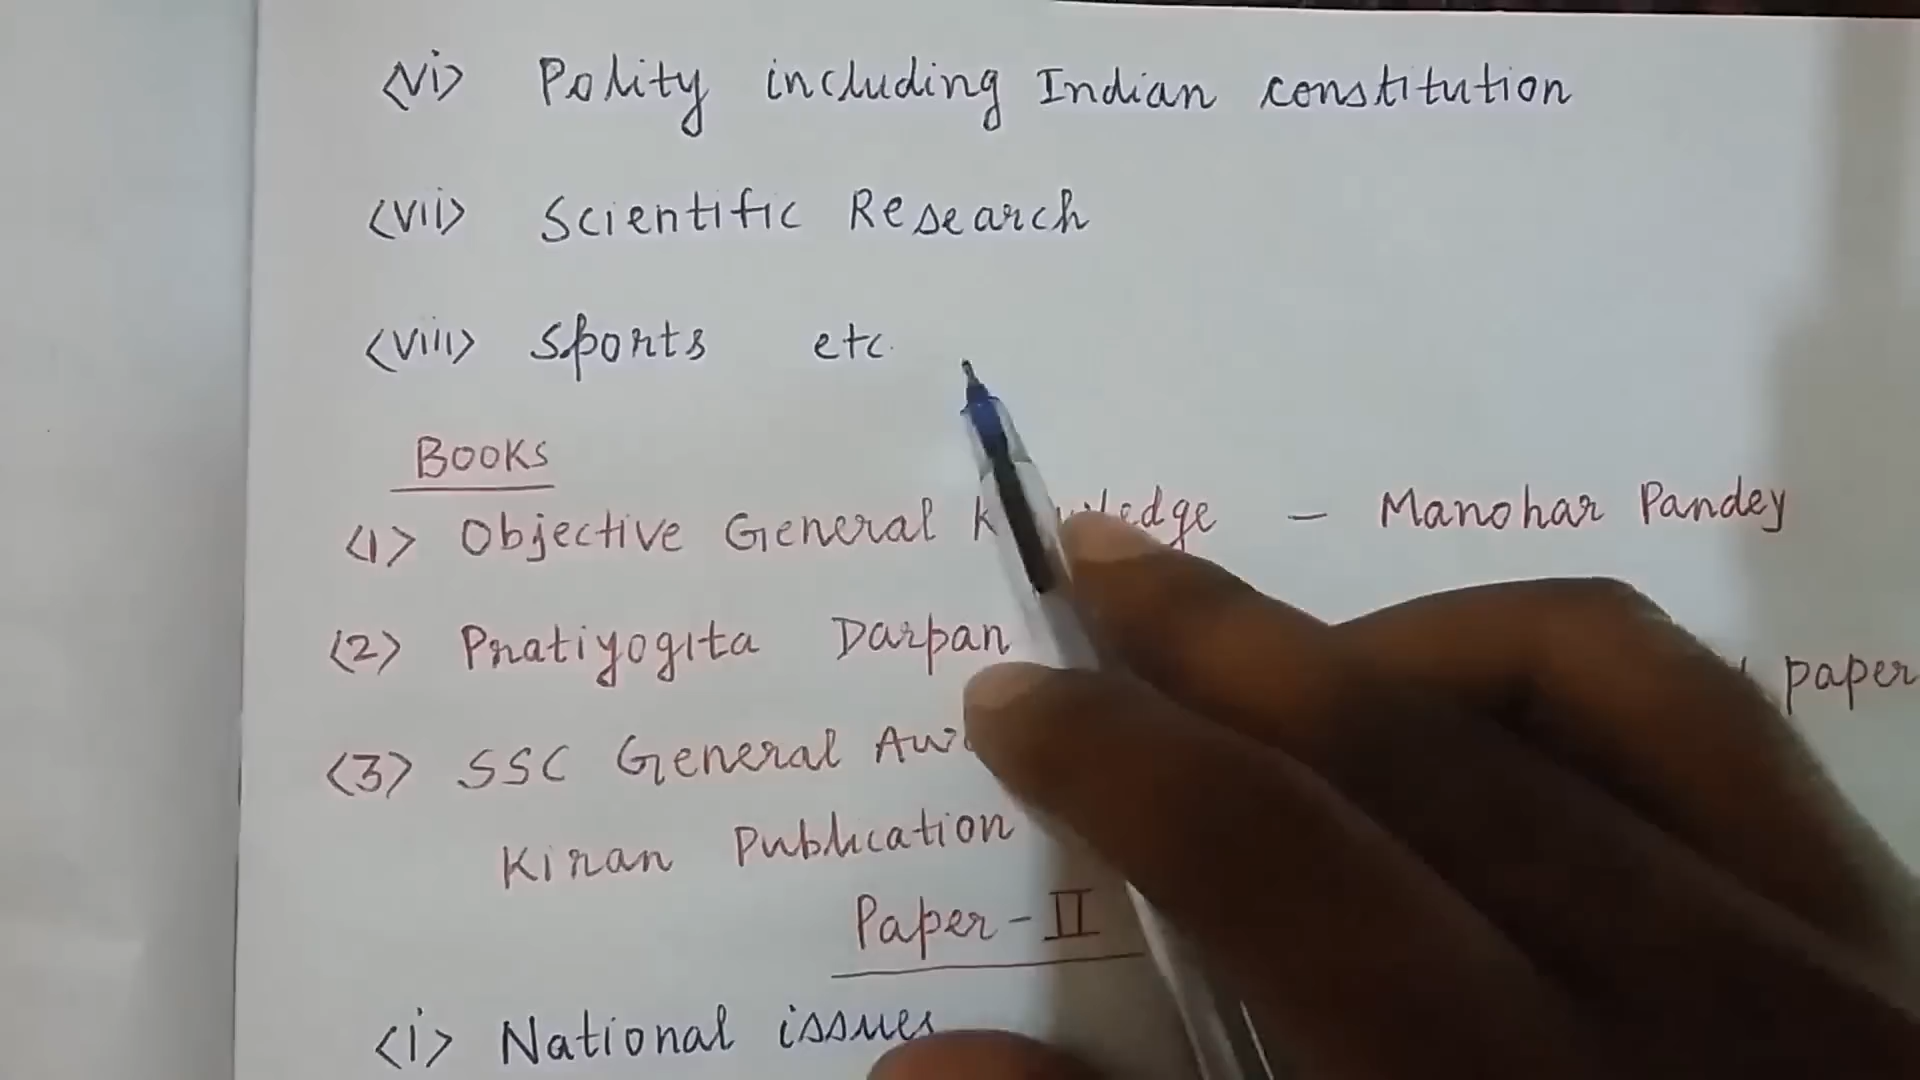 <vi> Polity including Indian constitution
<vii> Scientific Research
<viii> Sports etc.
Books
<1> Objective General Knowledge - Manohar Pandey
<2> Pratiyogita Darpan paper
<3> SSC General
Kiran Publication
Paper-II
<i> National issues